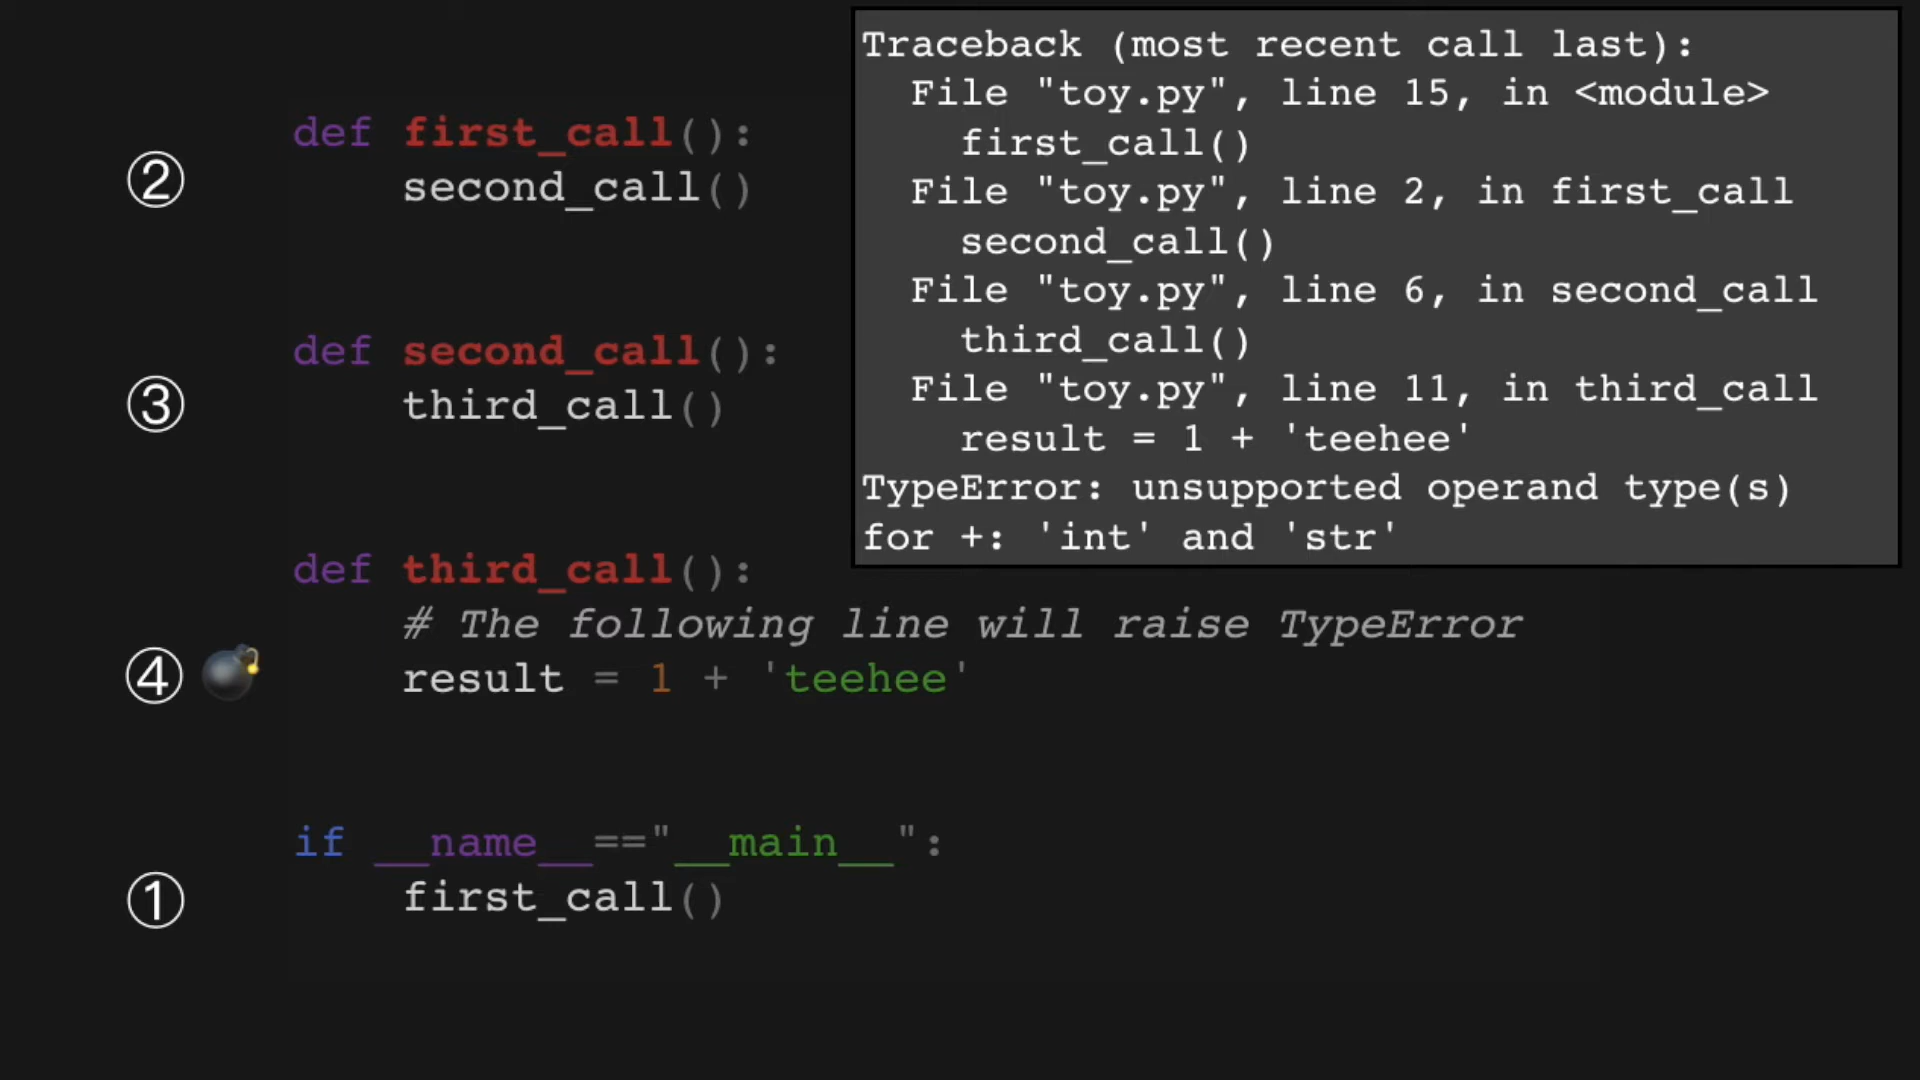 def first_call():
② second_call()
def second_call():
③ third_call()
def third_call():
# The following line will raise TypeError
④ result = 1 + 'teehee'
if __name__=="__main__":
① first_call()
Traceback (most recent call last):
File "toy.py", line 15, in <module>
first_call()
File "toy.py", line 2, in first_call
second_call()
File "toy.py", line 6, in second_call
third_call()
File "toy.py", line 11, in third_call
result = 1 + 'teehee'
TypeError: unsupported operand type(s)
for +: 'int' and 'str'